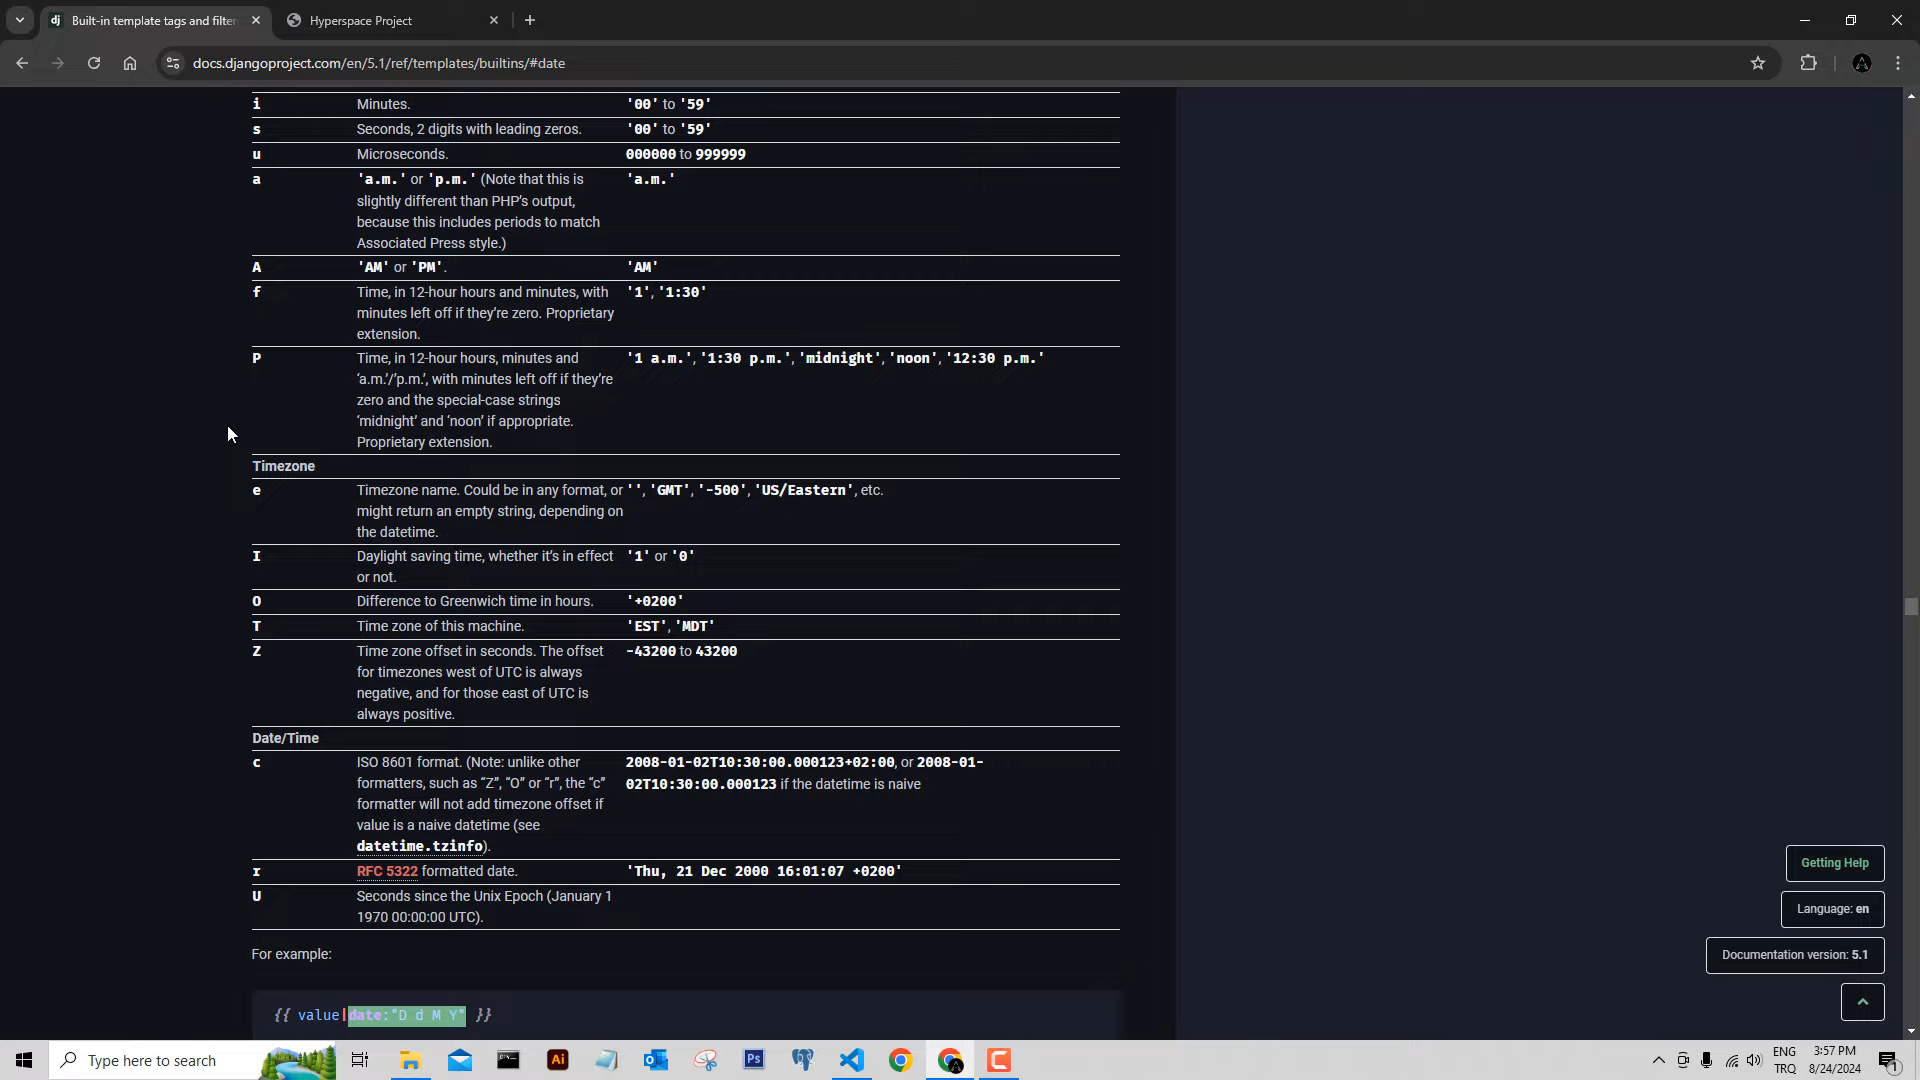 Built-in template tags and filter
Hyperspace Project
docs.djangoproject.com/en/5.1/ref/templates/builtins/#date
i Minutes. '00' to '59'
s Seconds, 2 digits with leading zeros. '00' to '59'
u Microseconds. 000000 to 999999
a 'a.m.' or 'p.m.' (Note that this is 'a.m.'
slightly different than PHP’s output,
because this includes periods to match
Associated Press style.)
A 'AM' or 'PM'. 'AM'
f Time, in 12-hour hours and minutes, with '1', '1:30'
minutes left off if they’re zero. Proprietary
extension.
P Time, in 12-hour hours, minutes and '1 a.m.', '1:30 p.m.', 'midnight', 'noon', '12:30 p.m.'
‘a.m.’/’p.m.’, with minutes left off if they’re
zero and the special-case strings
‘midnight’ and ‘noon’ if appropriate.
Proprietary extension.
Timezone
e Timezone name. Could be in any format, or '', 'GMT', '-500', 'US/Eastern', etc.
might return an empty string, depending on
the datetime.
I Daylight saving time, whether it’s in effect '1' or '0'
or not.
O Difference to Greenwich time in hours. '+0200'
T Time zone of this machine. 'EST', 'MDT'
Z Time zone offset in seconds. The offset -43200 to 43200
for timezones west of UTC is always
negative, and for those east of UTC is
always positive.
Date/Time
c ISO 8601 format. (Note: unlike other 2008-01-02T10:30:00.000123+02:00, or 2008-01-
formatters, such as “Z”, “O” or “r”, the “c” 02T10:30:00.000123 if the datetime is naive
formatter will not add timezone offset if
value is a naive datetime (see
datetime.tzinfo).
r RFC 5322 formatted date. 'Thu, 21 Dec 2000 16:01:07 +0200'
U Seconds since the Unix Epoch (January 1
1970 00:00:00 UTC).
For example:
{{ value|date:"D d M Y" }}
Getting Help
Language: en
Documentation version: 5.1
Type here to search
ENG
TRQ
3:57 PM
8/24/2024